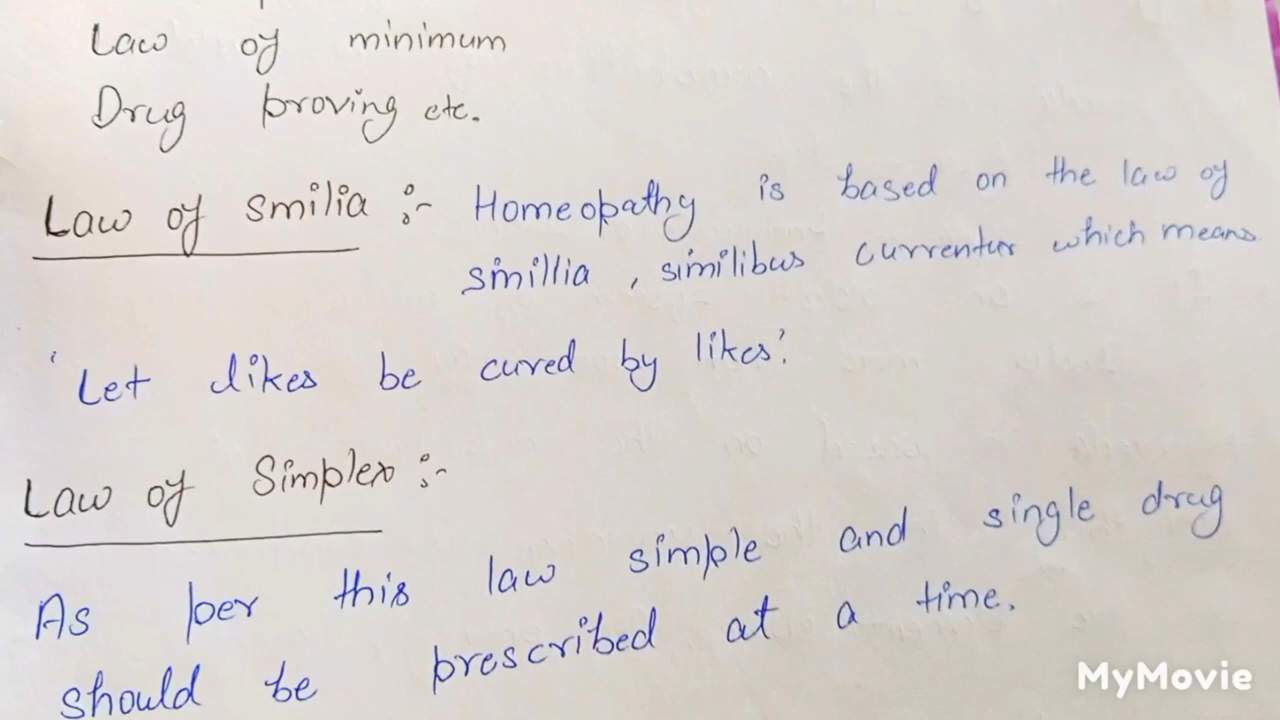 Law of minimum
Drug proving etc.
Law of smilia :- Homeopathy is based on the law of
smillia , similibus currentur which means
'Let likes be cured by likes'.
Law of Simplex :-
As per this law simple and single drug
should be prescribed at a time.
MyMovie